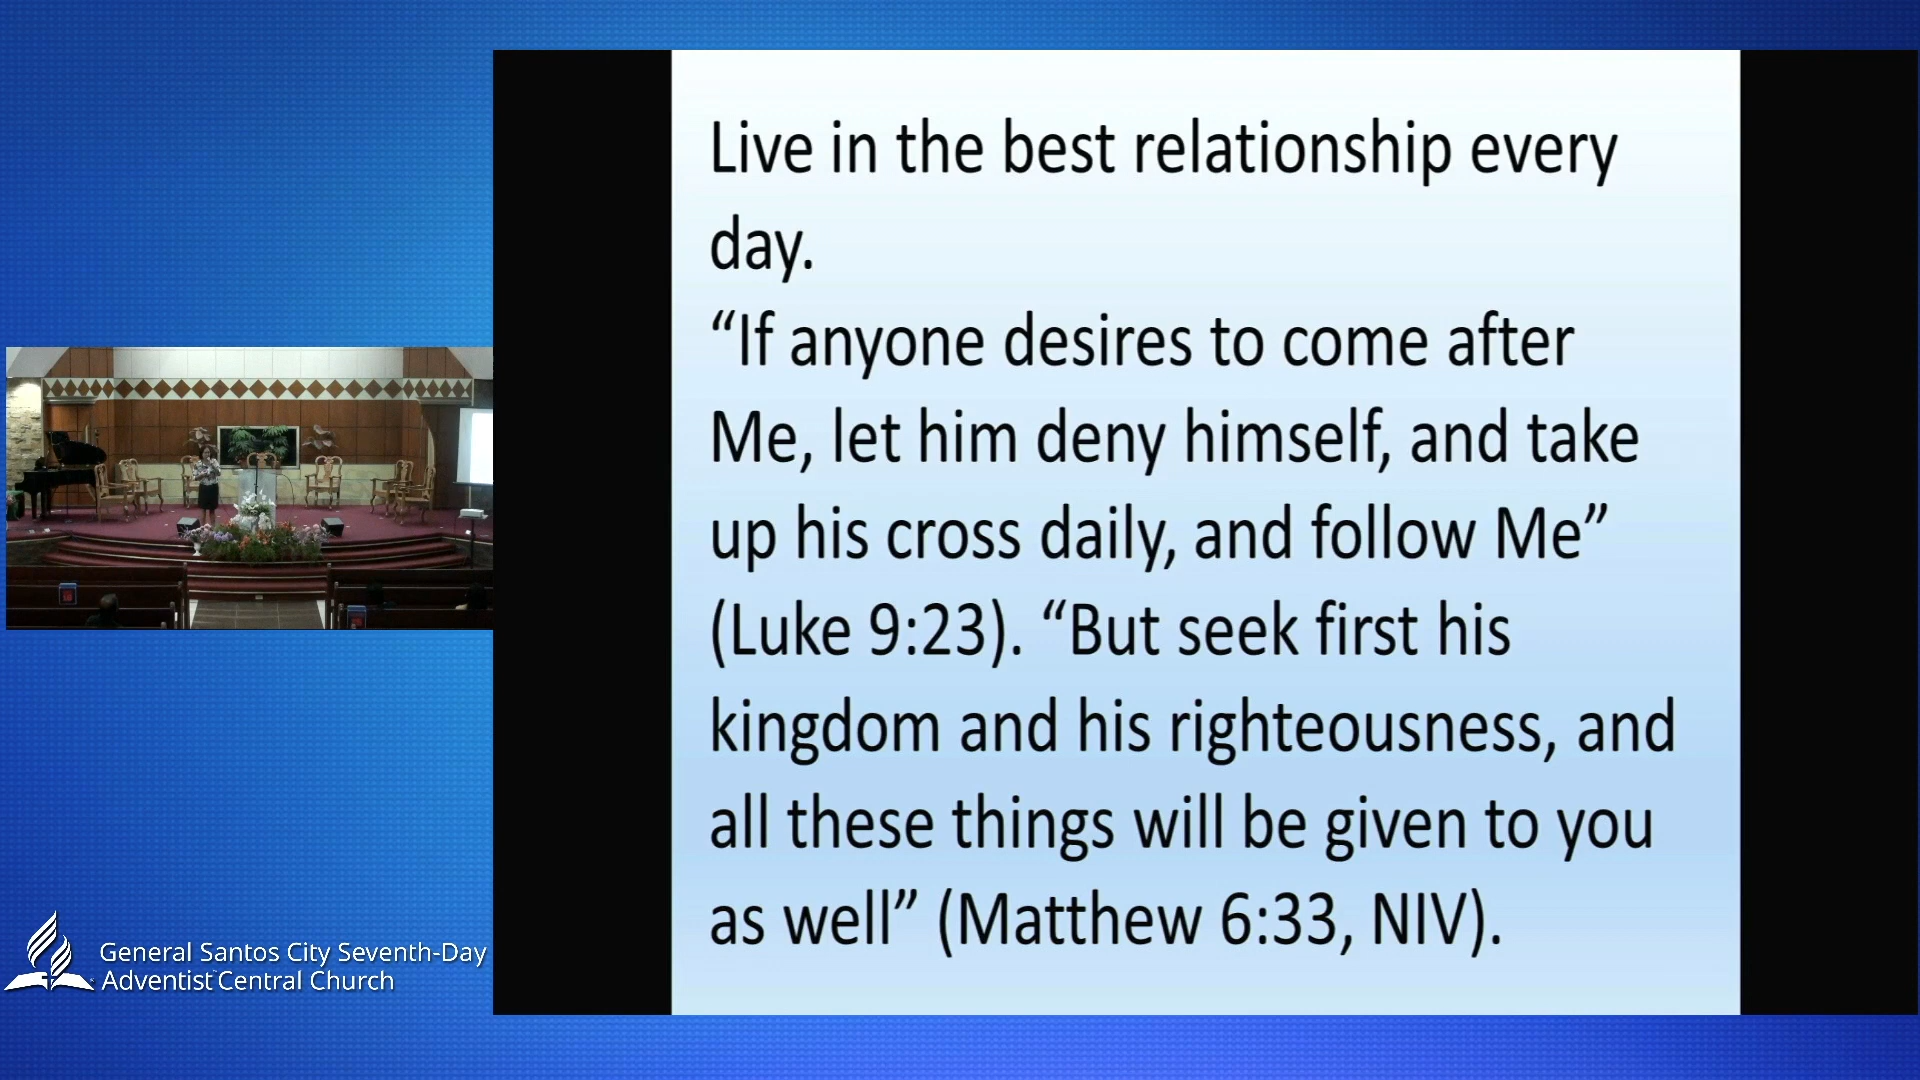 Live in the best relationship every
day.
“If anyone desires to come after
Me, let him deny himself, and take
up his cross daily, and follow Me”
(Luke 9:23). “But seek first his
kingdom and his righteousness, and
all these things will be given to you
as well” (Matthew 6:33, NIV).
General Santos City Seventh-Day
Adventist Central Church